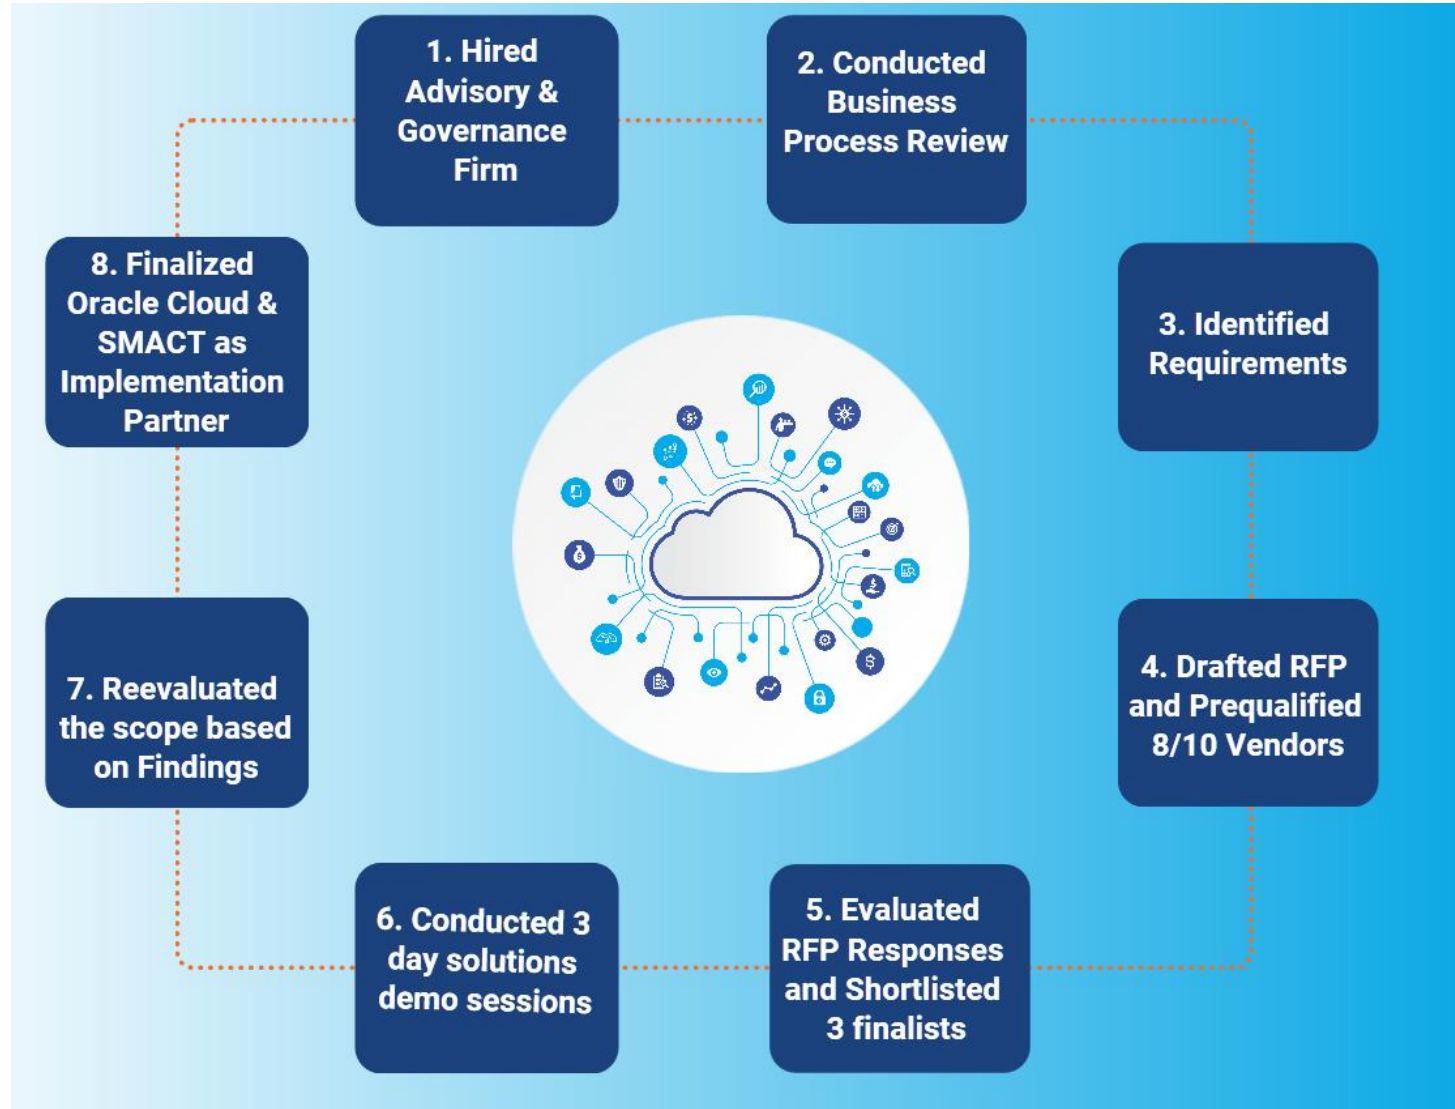 1. Hired
Advisory &
Governance
Firm
2. Conducted
Business
Process Review
3. Identified
Requirements
4. Drafted RFP
and Prequalified
8/10 Vendors
5. Evaluated
RFP Responses
and Shortlisted
3 finalists
6. Conducted 3
day solutions
demo sessions
7. Reevaluated
the scope based
on Findings
8. Finalized
Oracle Cloud &
SMACT as
Implementation
Partner